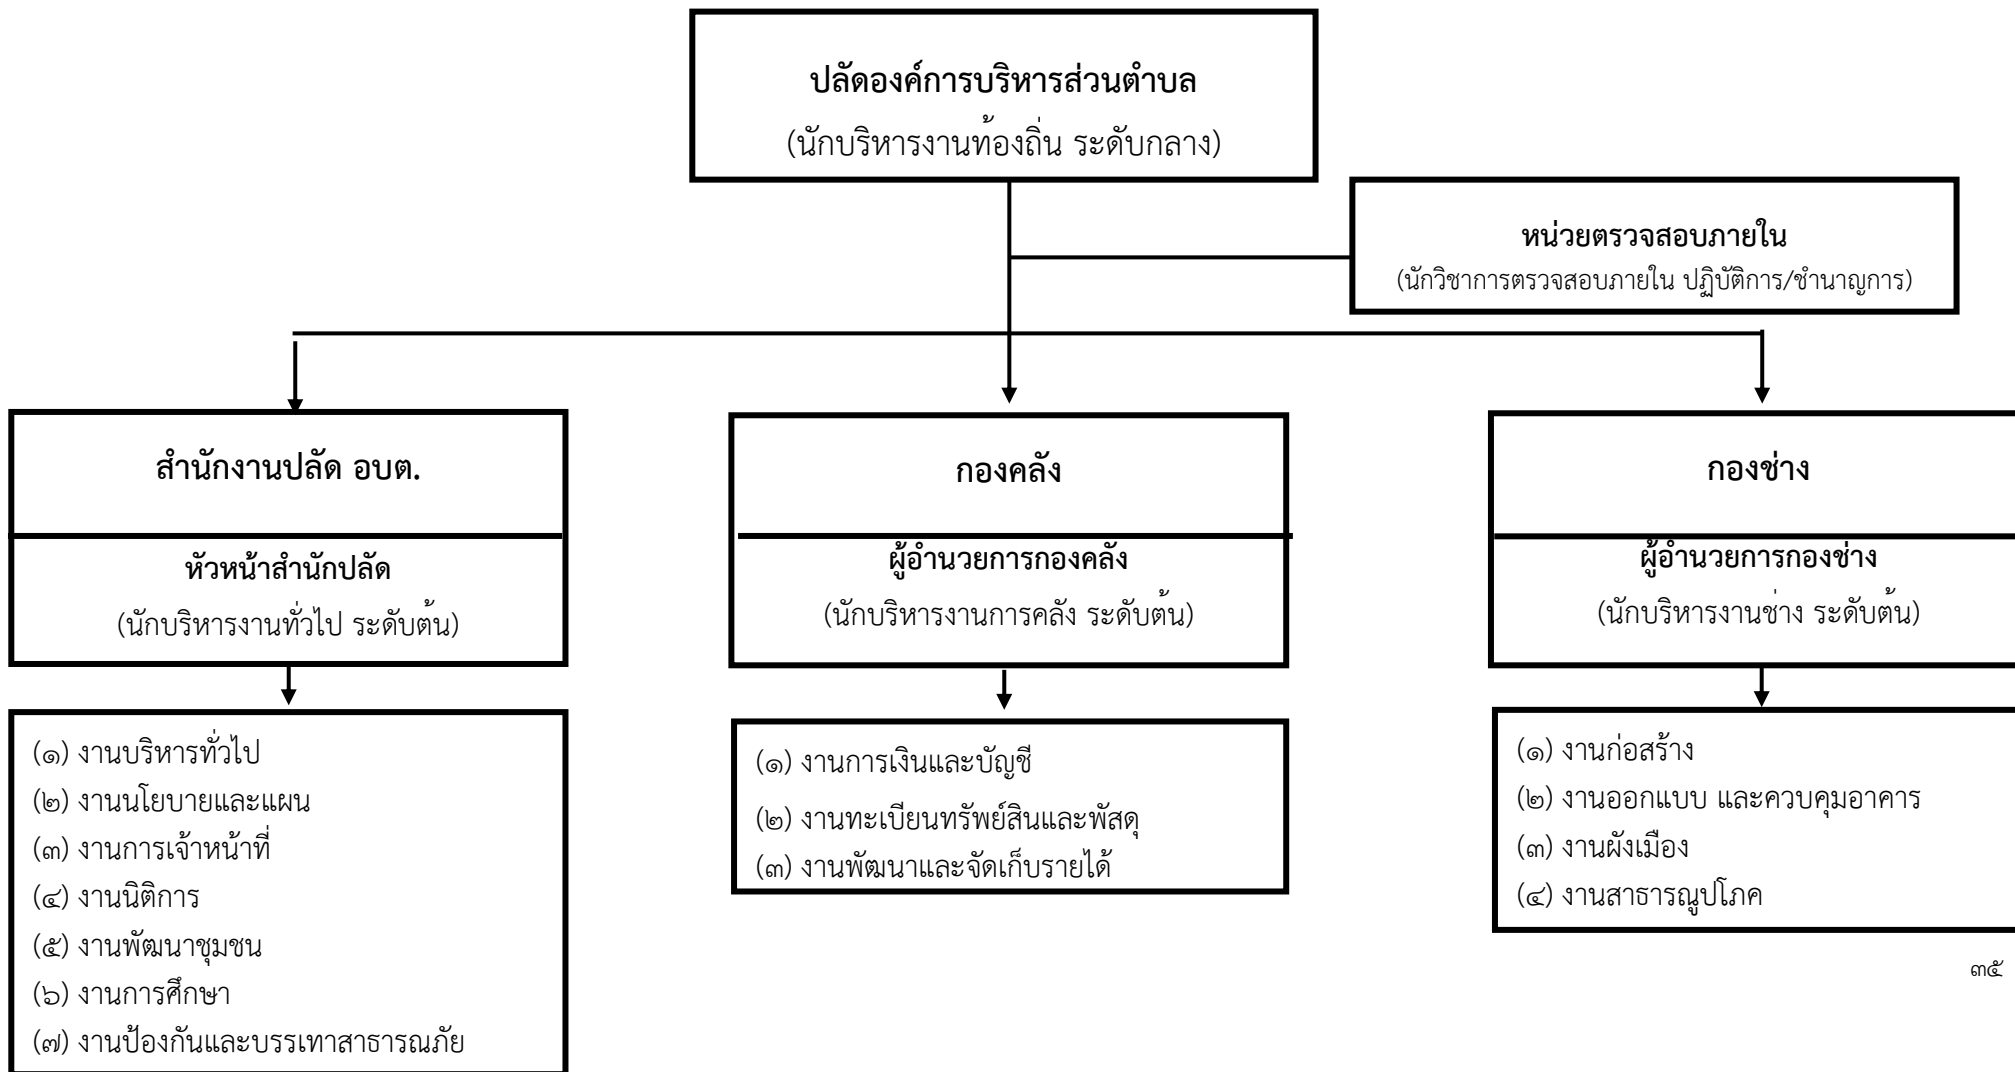 ปลัดองค์การบริหารส่วนตำบล
(นักบริหารงานท้องถิ่น ระดับกลาง)
หน่วยตรวจสอบภายใน
(นักวิชาการตรวจสอบภายใน ปฏิบัติการ/ชำนาญการ)
สำนักงานปลัด อบต.
หัวหน้าสำนักปลัด
(นักบริหารงานทั่วไป ระดับต้น)
(๑) งานบริหารทั่วไป
(๒) งานนโยบายและแผน
(๓) งานการเจ้าหน้าที่
(๔) งานนิติการ
(๕) งานพัฒนาชุมชน
(๖) งานการศึกษา
(๗) งานป้องกันและบรรเทาสาธารณภัย
กองคลัง
ผู้อำนวยการกองคลัง
(นักบริหารงานการคลัง ระดับต้น)
(๑) งานการเงินและบัญชี
(๒) งานทะเบียนทรัพย์สินและพัสดุ
(๓) งานพัฒนาและจัดเก็บรายได้
กองช่าง
ผู้อำนวยการกองช่าง
(นักบริหารงานช่าง ระดับต้น)
(๑) งานก่อสร้าง
(๒) งานออกแบบ และควบคุมอาคาร
(๓) งานผังเมือง
(๔) งานสาธารณูปโภค
๓๕